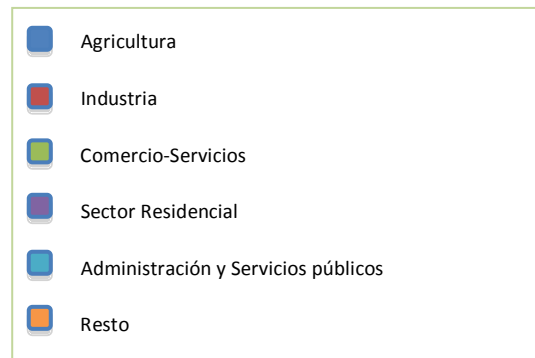 Agricultura
Industria
Comercio-Servicios
Sector Residencial
Administración y Servicios públicos
Resto